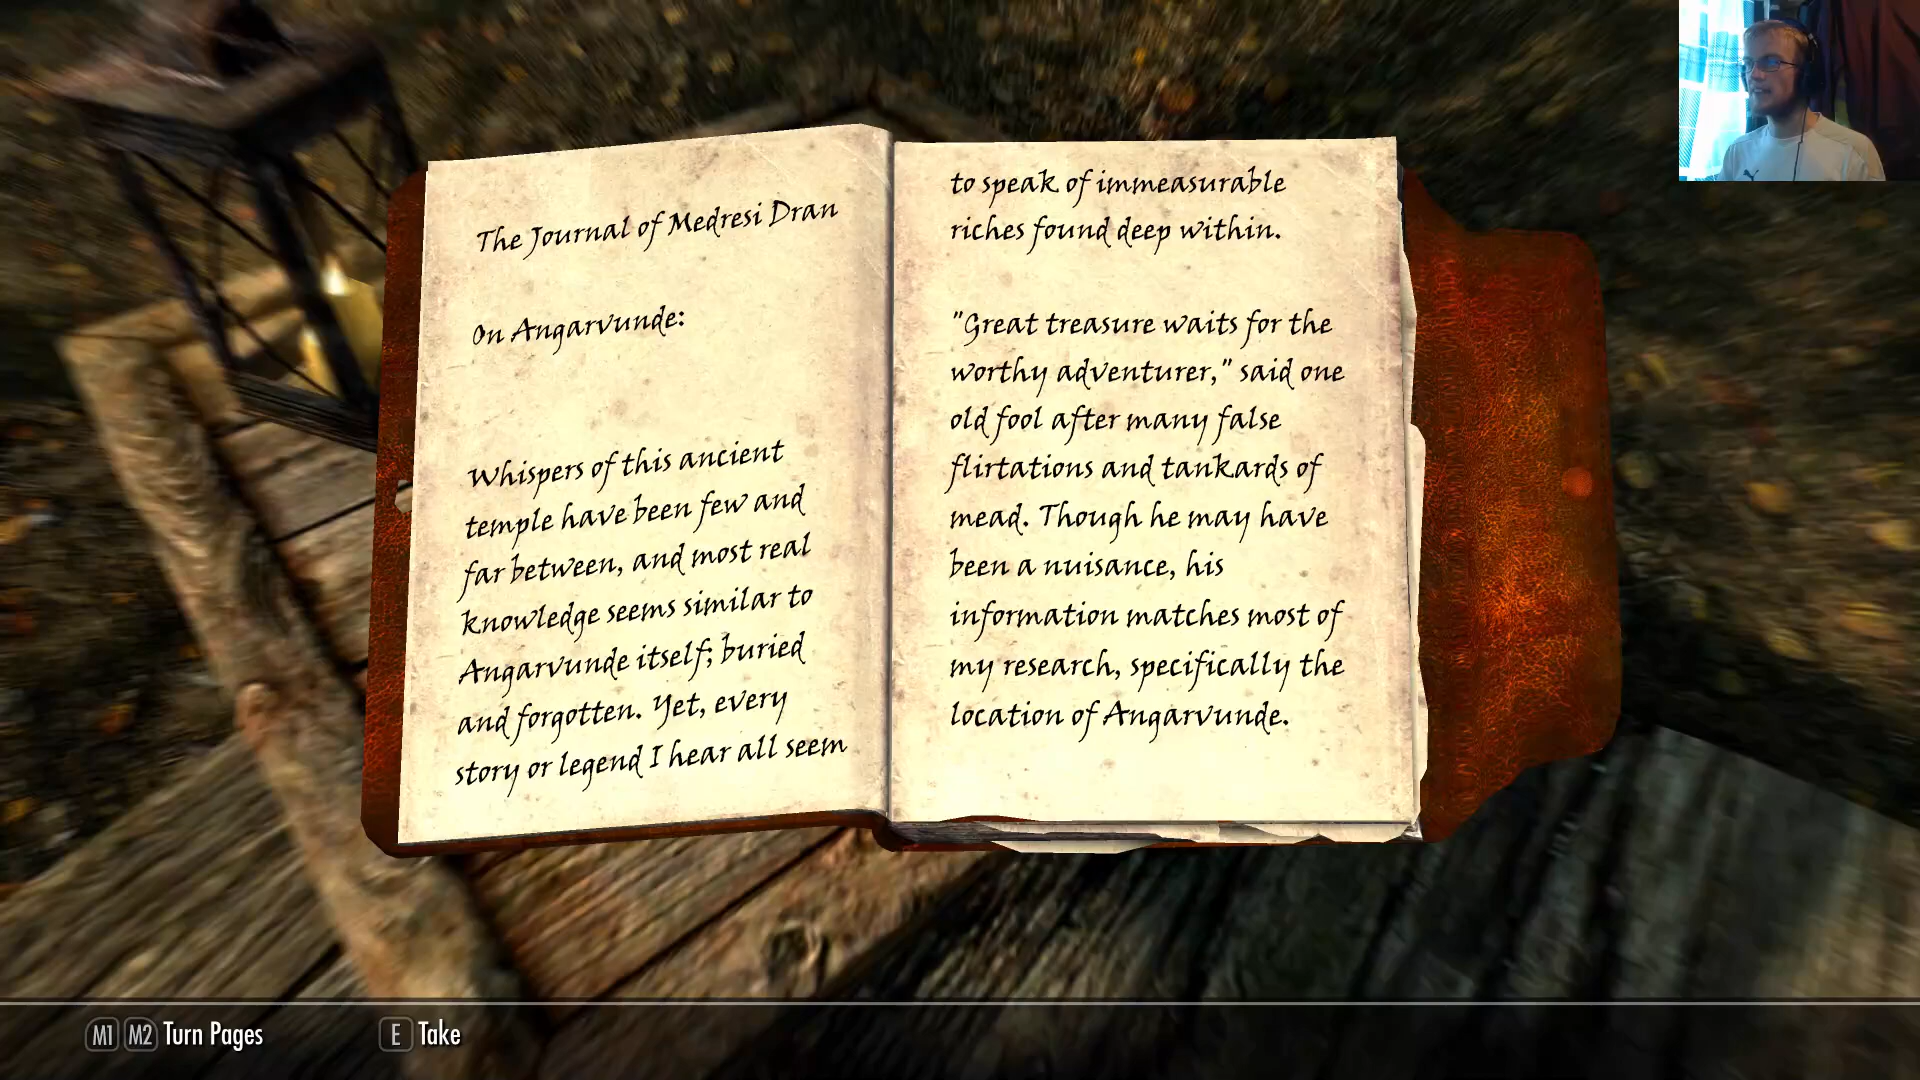 The Journal of Medresi Dran
On Angarvunde:
Whispers of this ancient
temple have been few and
far between, and most real
knowledge seems similar to
Angarvunde itself; buried
and forgotten. Yet, every
story or legend I hear all seem
to speak of immeasurable
riches found deep within.
"Great treasure waits for the
worthy adventurer," said one
old fool after many false
flirtations and tankards of
mead. Though he may have
been a nuisance, his
information matches most of
my research, specifically the
location of Angarvunde.
M1 M2 Turn Pages E Take